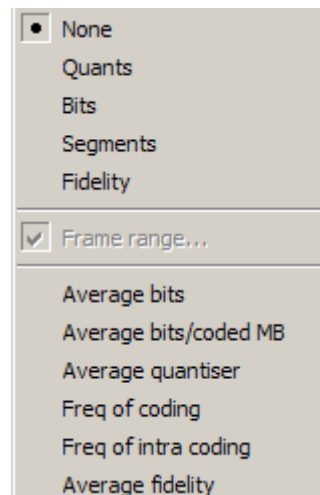 None
Quants
Bits
Segments
Fidelity
Frame range...
Average bits
Average bits/coded MB
Average quantiser
Freq of coding
Freq of intra coding
Average fidelity